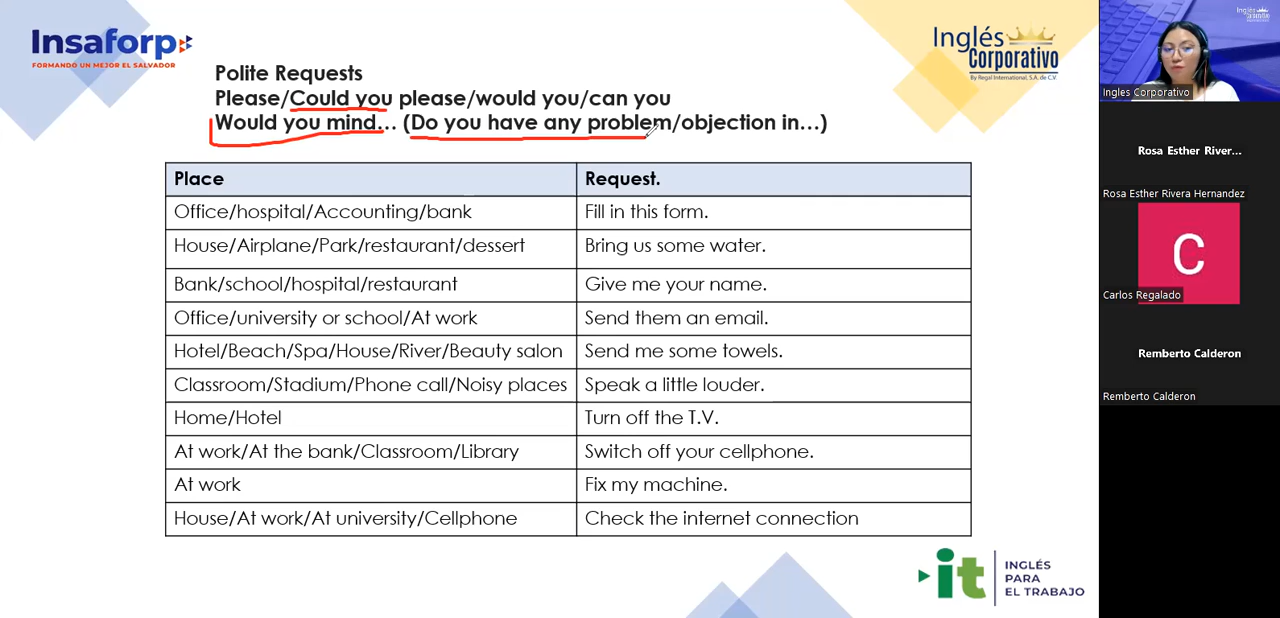 Insaforp
FORMANDO UN MEJOR EL SALVADOR
Inglés
Corporativo
By Regal International, S.A. de C.V.
Polite Requests
Please/Could you please/would you/can you
Would you mind… (Do you have any problem/objection in…)
Place Request.
Office/hospital/Accounting/bank Fill in this form.
House/Airplane/Park/restaurant/dessert Bring us some water.
Bank/school/hospital/restaurant Give me your name.
Office/university or school/At work Send them an email.
Hotel/Beach/Spa/House/River/Beauty salon Send me some towels.
Classroom/Stadium/Phone call/Noisy places Speak a little louder.
Home/Hotel Turn off the T.V.
At work/At the bank/Classroom/Library Switch off your cellphone.
At work Fix my machine.
House/At work/At university/Cellphone Check the internet connection
it
INGLÉS
PARA
EL TRABAJO
Ingles Corporativo
Rosa Esther River...
Rosa Esther Rivera Hernandez
C
Carlos Regalado
Remberto Calderon
Remberto Calderon